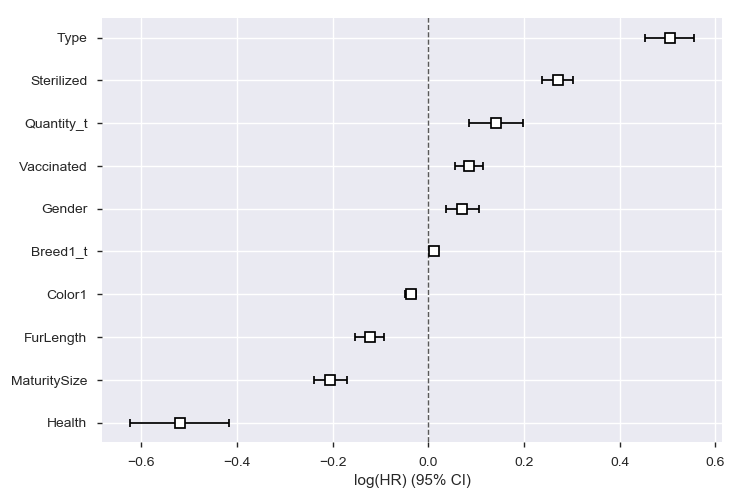 Type
Sterilized
Quantity_t
Vaccinated
Gender
Breed1_t
Color1
FurLength
MaturitySize
Health
−0.6 −0.4 −0.2 0.0 0.2 0.4 0.6
log(HR) (95% CI)